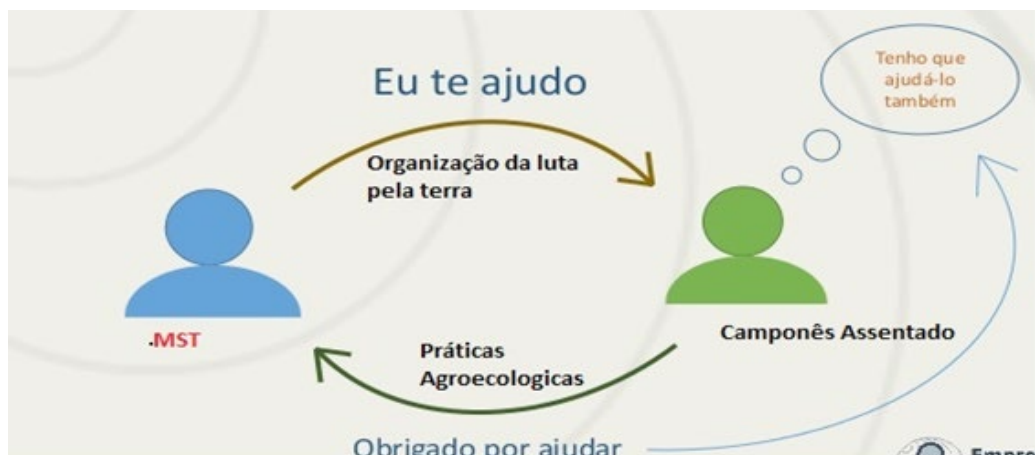 Eu te ajudo
Tenho que
ajudá-lo
também
Organização da luta
pela terra
.MST
Camponês Assentado
Práticas
Agroecologicas
Obrigado por ajudar